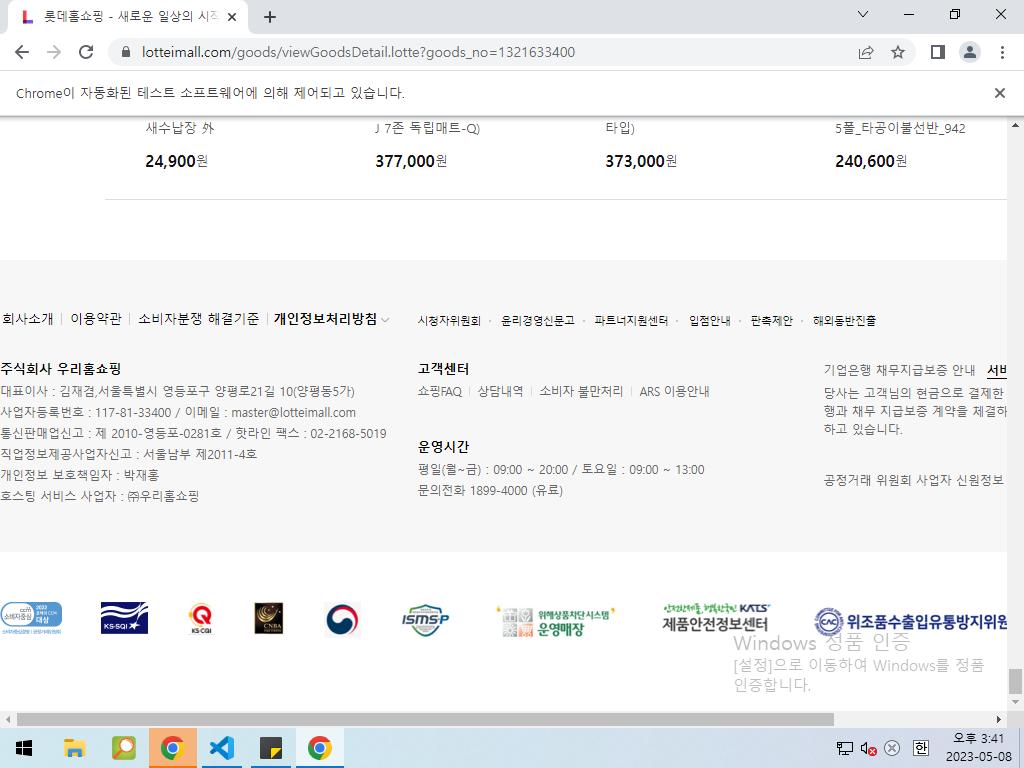 롯데홈쇼핑 - 새로운 일상의 시작
lotteimall.com/goods/viewGoodsDetail.lotte?goods_no=1321633400
Chrome이 자동화된 테스트 소프트웨어에 의해 제어되고 있습니다.
새수납장 外
J 7존 독립매트-Q)
타입)
5폴_타공이불선반_942
24,900원
377,000원
373,000원
240,600원
회사소개
이용약관
소비자분쟁 해결기준
개인정보처리방침
시청자위원회
윤리경영신문고
파트너지원센터
입점안내
판촉제안
해외동반진출
주식회사 우리홈쇼핑
대표이사 : 김재겸,서울특별시 영등포구 양평로21길 10(양평동5가)
사업자등록번호 : 117-81-33400 / 이메일 : master@lotteimall.com
통신판매업신고 : 제 2010-영등포-0281호 / 핫라인 팩스 : 02-2168-5019
직업정보제공사업자신고 : 서울남부 제2011-4호
개인정보 보호책임자 : 박재홍
호스팅 서비스 사업자 : ㈜우리홈쇼핑
고객센터
쇼핑FAQ
상담내역
소비자 불만처리
ARS 이용안내
운영시간
평일(월~금) : 09:00 ~ 20:00 / 토요일 : 09:00 ~ 13:00
문의전화 1899-4000 (유료)
기업은행 채무지급보증 안내 서비
당사는 고객님의 현금으로 결제한
행과 채무 지급보증 계약을 체결하
하고 있습니다.
공정거래 위원회 사업자 신원정보
소비자중심
ccm
2022
대상
KS-SQI
KS-CQI
CNBA
ISMS-P
위해상품차단시스템
운영매장
안전한제품, 행복한국민 KATS
제품안전정보센터
CAC 위조품수출입유통방지위원
Windows 정품 인증
[설정]으로 이동하여 Windows를 정품
인증합니다.
한
오후 3:41
2023-05-08